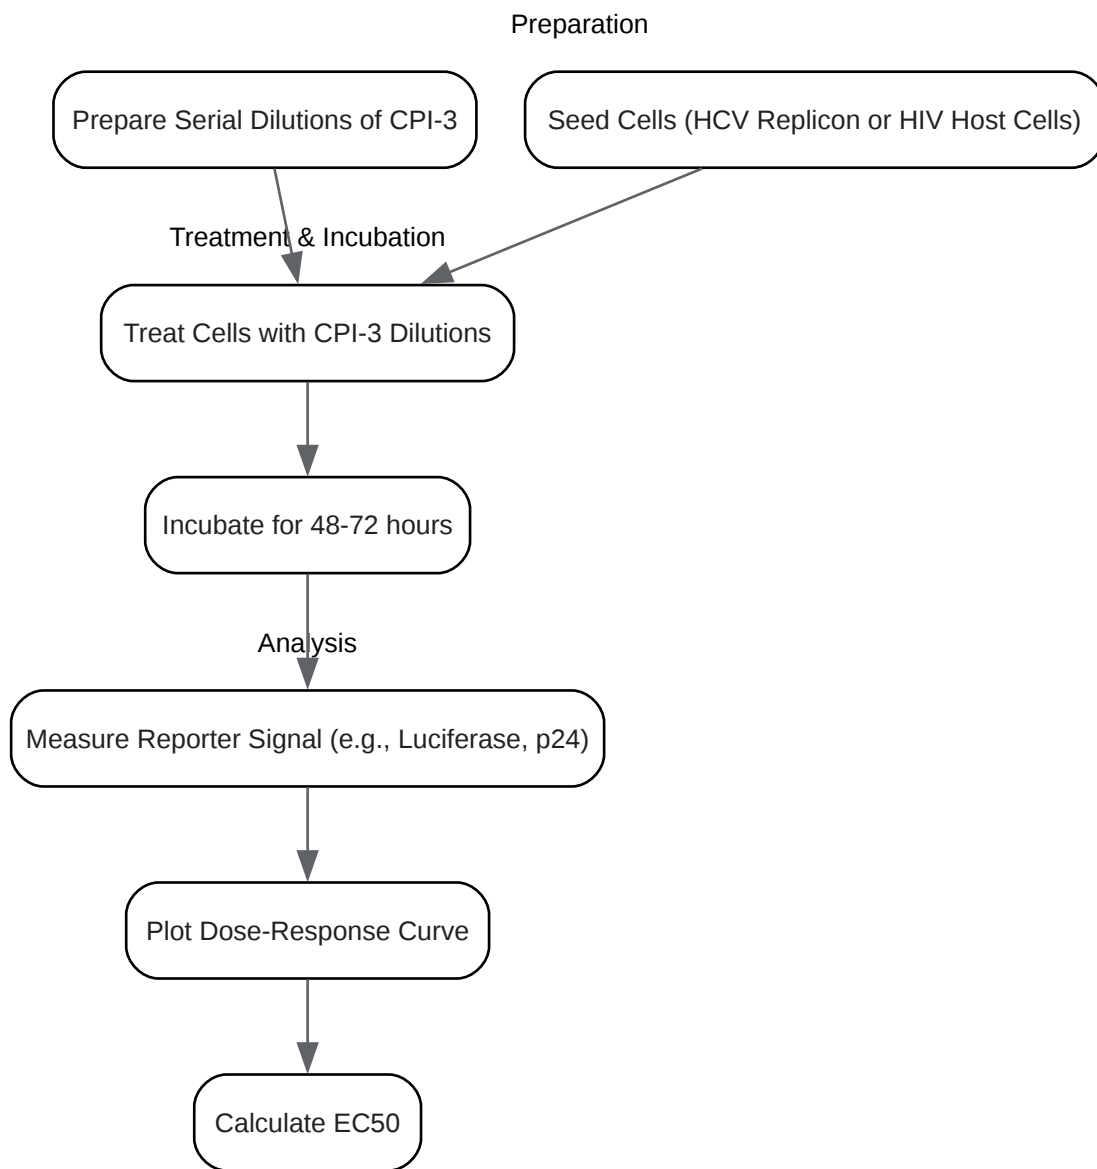 Preparation
Prepare Serial Dilutions of CPI-3
Seed Cells (HCV Replicon or HIV Host Cells)
Treatment & Incubation
Treat Cells with CPI-3 Dilutions
Incubate for 48-72 hours
Analysis
Measure Reporter Signal (e.g., Luciferase, p24)
Plot Dose-Response Curve
Calculate EC50